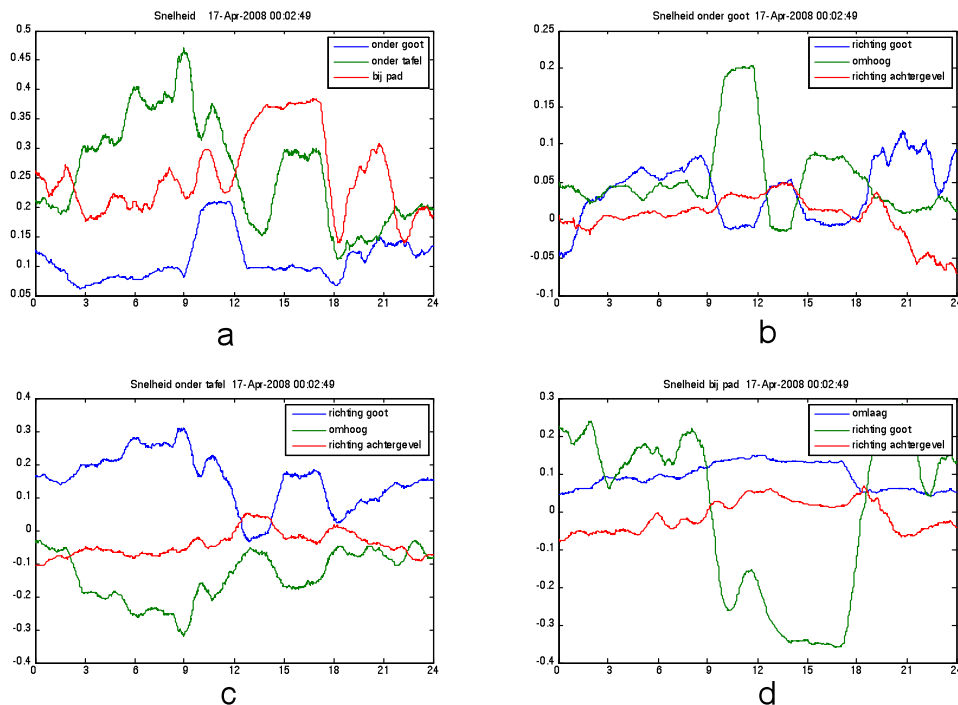 Snelheid 17-Apr-2008 00:02:49
0.5
0.45
0.4
0.35
0.3
0.25
0.2
0.15
0.1
0.05
0 3 6 9 12 15 18 21 24
onder goot
onder tafel
bij pad
a
Snelheid onder goot 17-Apr-2008 00:02:49
0.25
0.2
0.15
0.1
0.05
0
-0.05
-0.1
0 3 6 9 12 15 18 21 24
richting goot
omhoog
richting achtergevel
b
Snelheid onder tafel 17-Apr-2008 00:02:49
0.4
0.3
0.2
0.1
0
-0.1
-0.2
-0.3
-0.4
0 3 6 9 12 15 18 21 24
richting goot
omhoog
richting achtergevel
c
Snelheid bij pad 17-Apr-2008 00:02:49
0.3
0.2
0.1
0
-0.1
-0.2
-0.3
-0.4
0 3 6 9 12 15 18 21 24
omlaag
richting goot
richting achtergevel
d